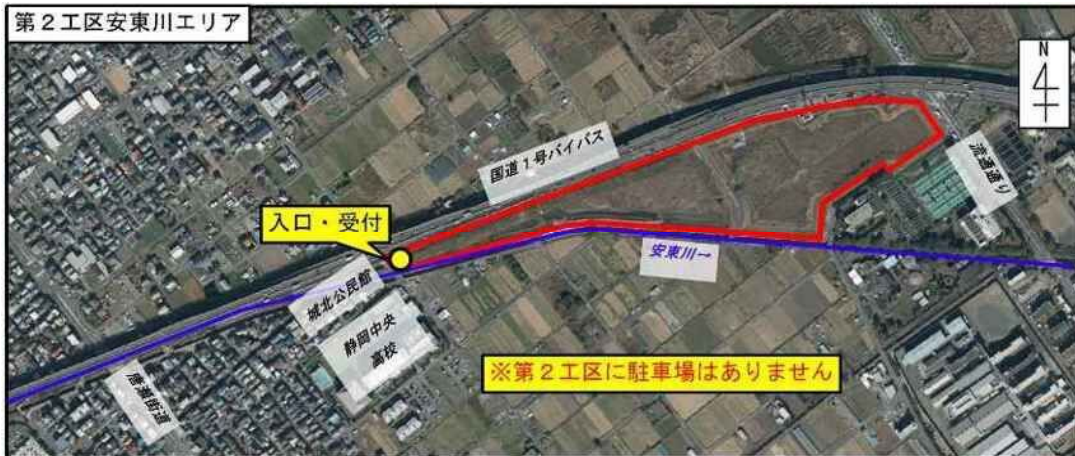 第２工区安東川エリア
N
国道１号バイパス
流通通り
入口・受付
安東川→
城北公民館
静岡中央
高校
唐瀬街道
※第２工区に駐車場はありません